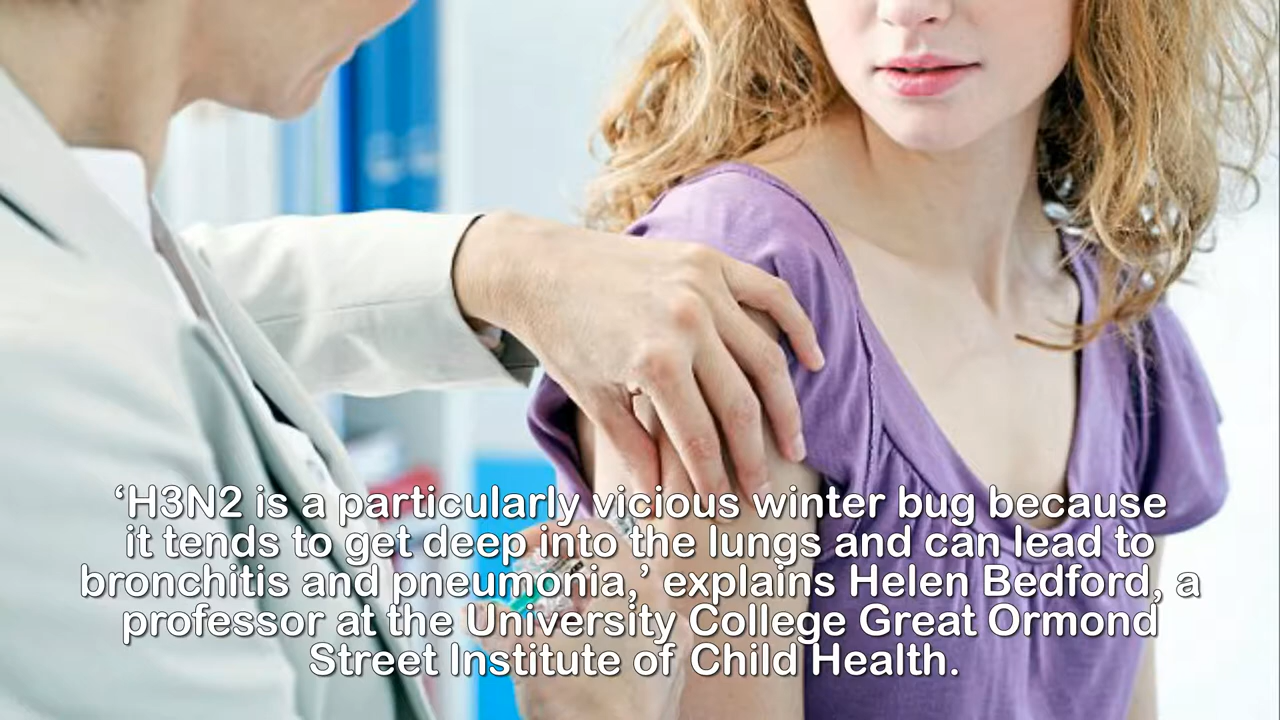 ‘H3N2 is a particularly vicious winter bug because
it tends to get deep into the lungs and can lead to
bronchitis and pneumonia,’ explains Helen Bedford, a
professor at the University College Great Ormond
Street Institute of Child Health.